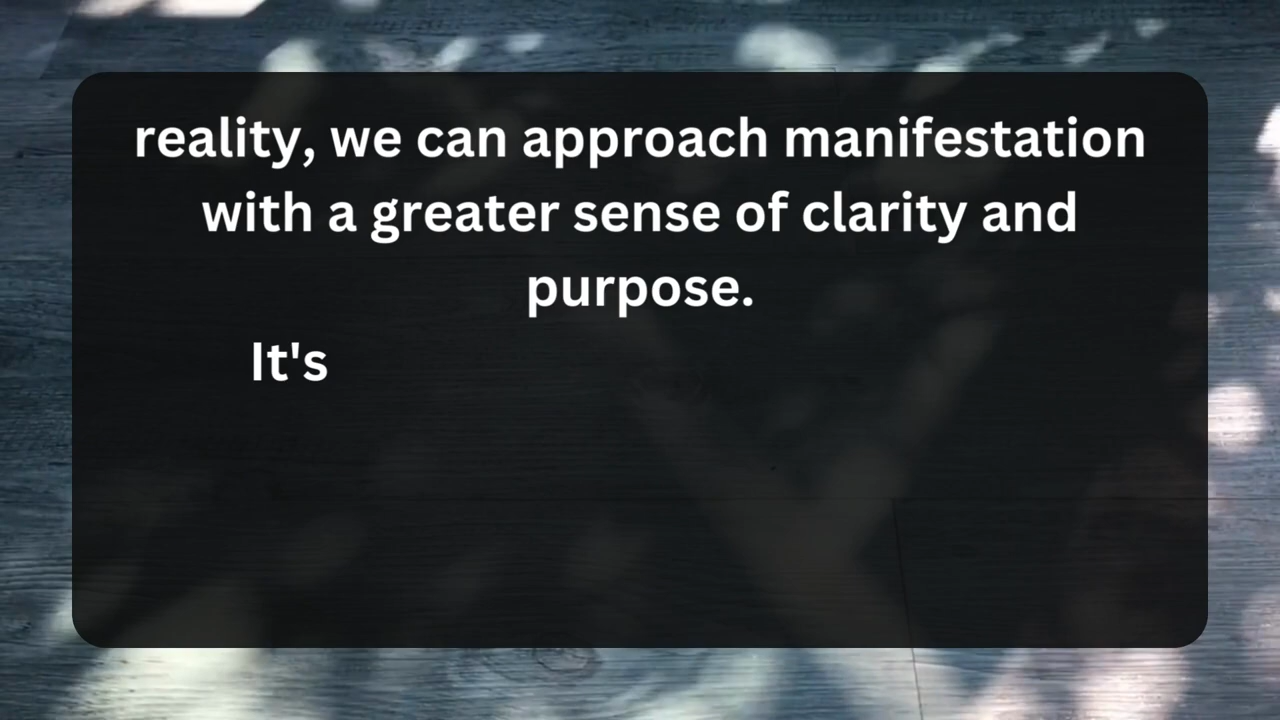 reality, we can approach manifestation
with a greater sense of clarity and
purpose.
It's